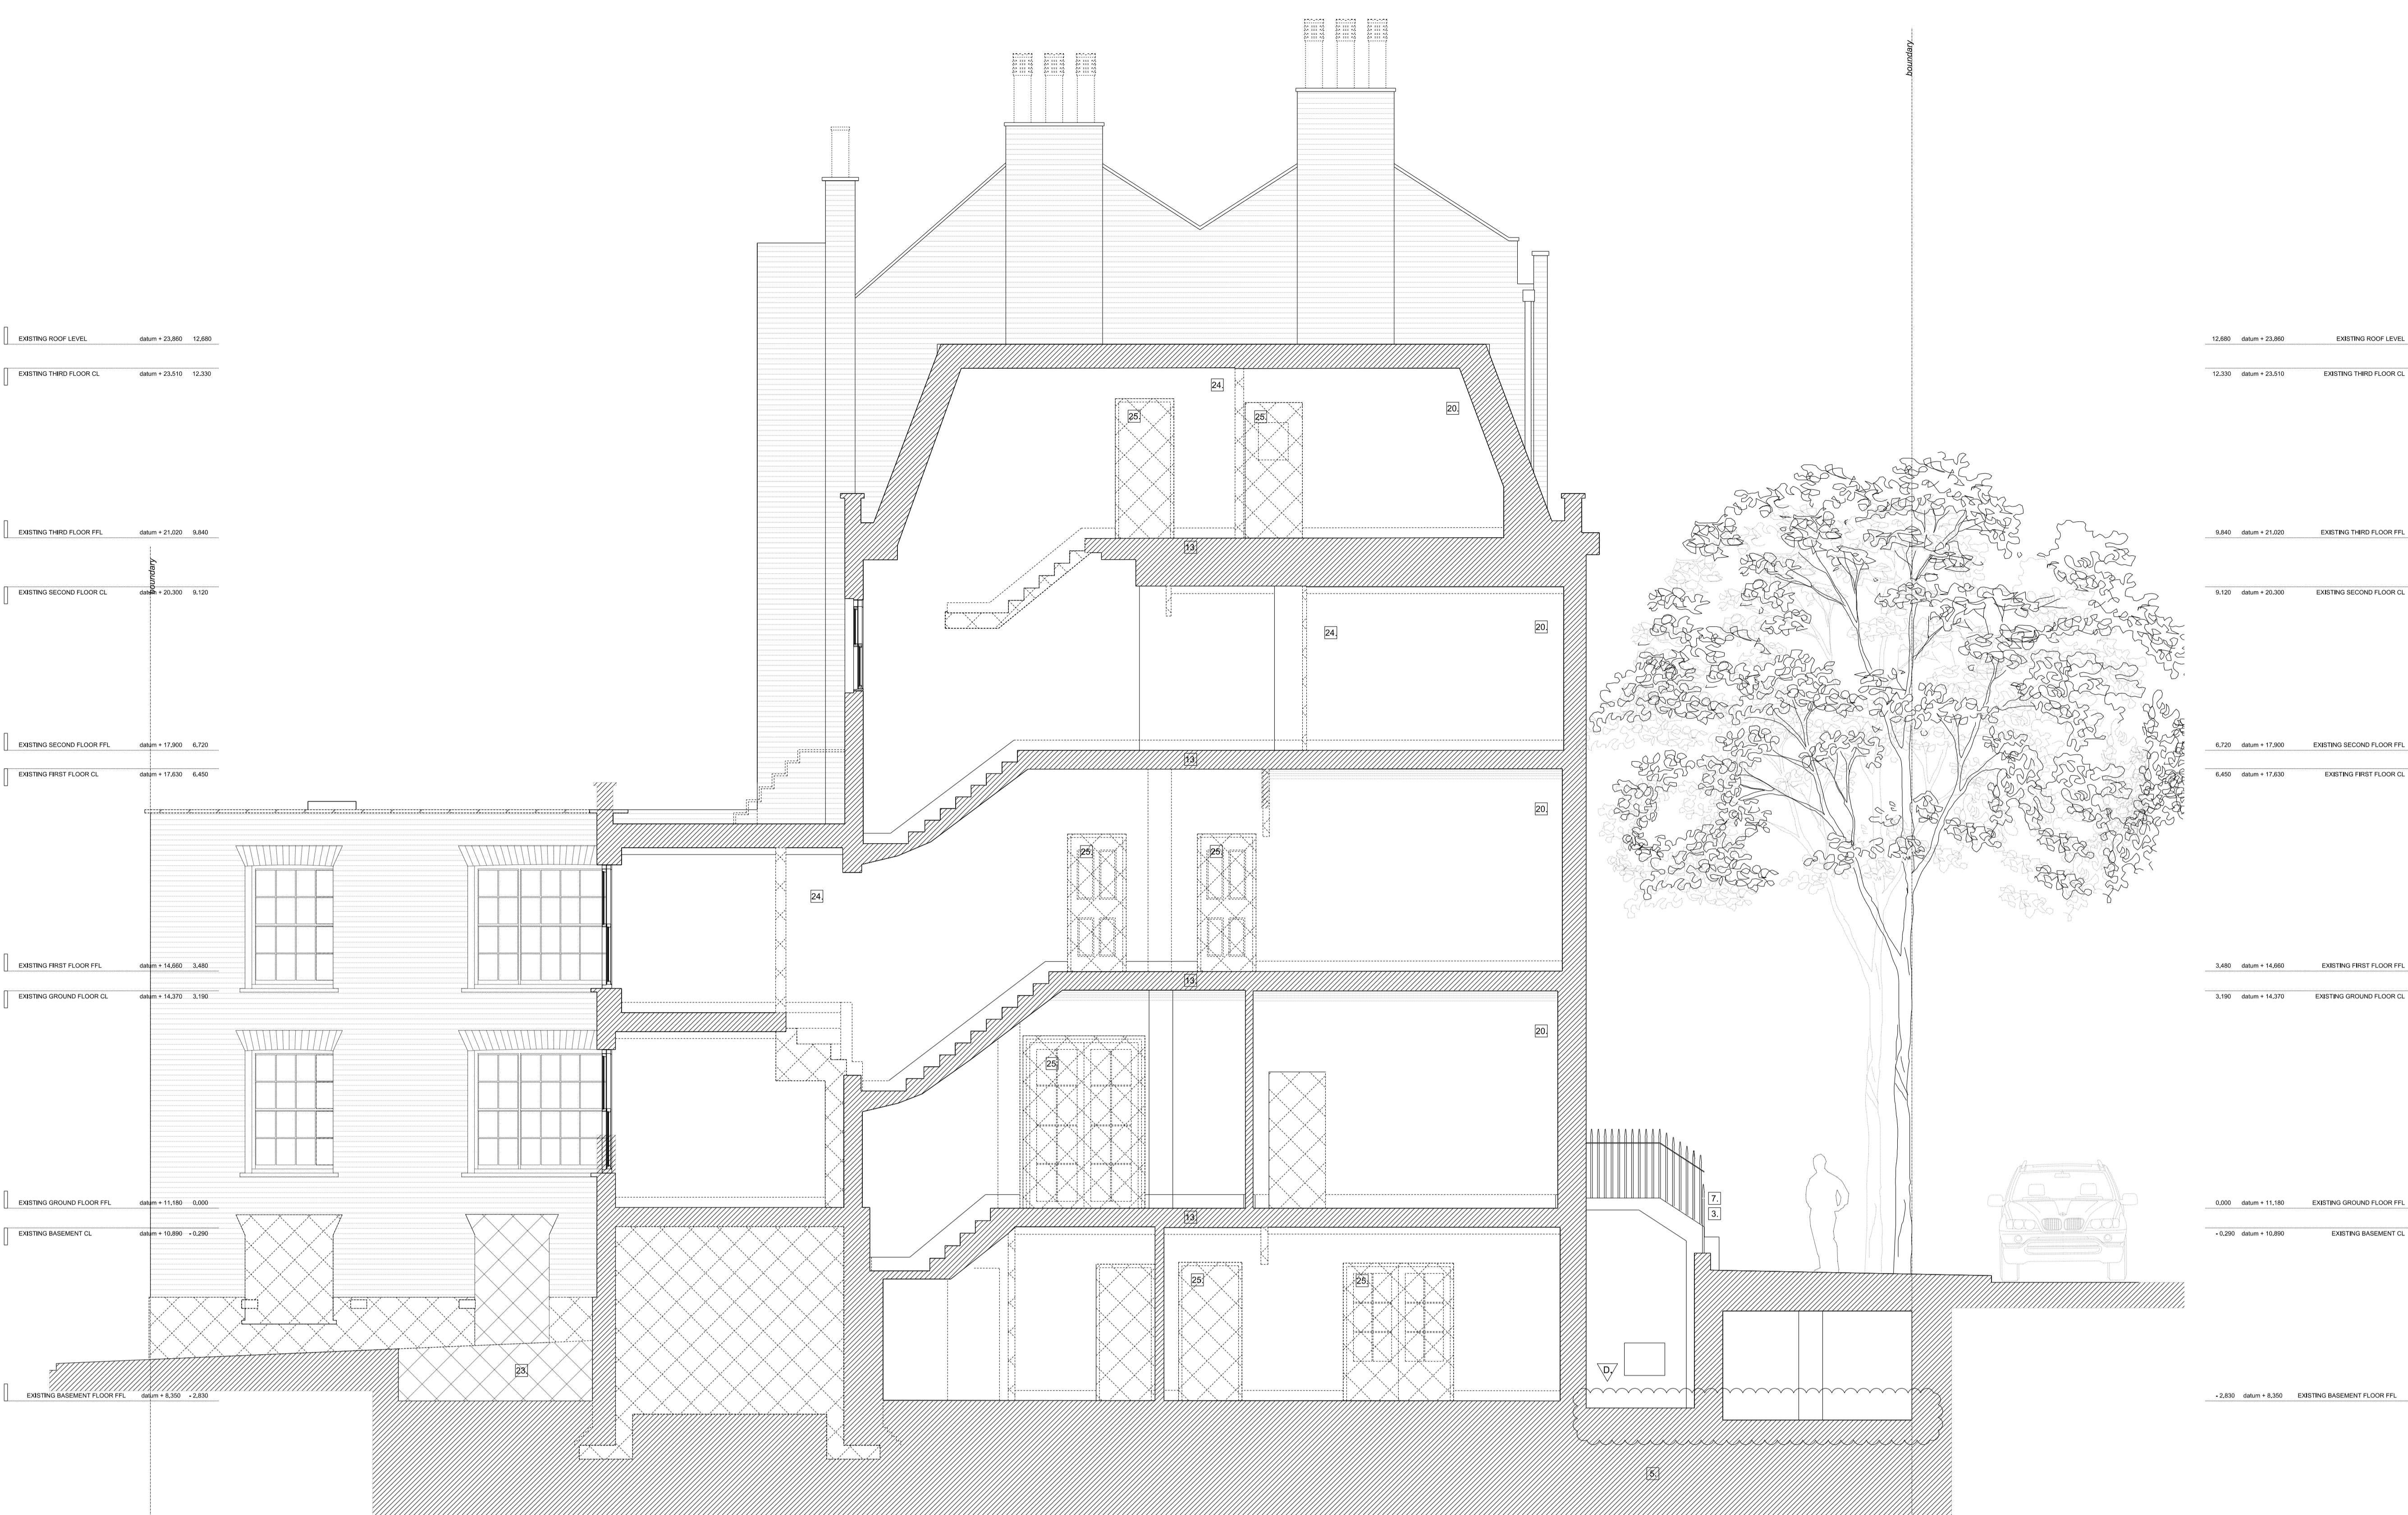 boundary
EXISTING ROOF LEVEL datum + 23,860 12,680
12,680 datum + 23,860 EXISTING ROOF LEVEL
EXISTING THIRD FLOOR CL datum + 23,510 12,330
12,330 datum + 23,510 EXISTING THIRD FLOOR CL
24.
25.
25.
20.
EXISTING THIRD FLOOR FFL datum + 21,020 9,840
9,840 datum + 21,020 EXISTING THIRD FLOOR FFL
13.
boundary
EXISTING SECOND FLOOR CL datum + 20,300 9,120
9,120 datum + 20,300 EXISTING SECOND FLOOR CL
24.
20.
EXISTING SECOND FLOOR FFL datum + 17,900 6,720
6,720 datum + 17,900 EXISTING SECOND FLOOR FFL
13.
EXISTING FIRST FLOOR CL datum + 17,630 6,450
6,450 datum + 17,630 EXISTING FIRST FLOOR CL
20.
25.
25.
24.
EXISTING FIRST FLOOR FFL datum + 14,660 3,480
3,480 datum + 14,660 EXISTING FIRST FLOOR FFL
13.
EXISTING GROUND FLOOR CL datum + 14,370 3,190
3,190 datum + 14,370 EXISTING GROUND FLOOR CL
20.
25.
7.
EXISTING GROUND FLOOR FFL datum + 11,180 0,000
0,000 datum + 11,180 EXISTING GROUND FLOOR FFL
3.
13.
EXISTING BASEMENT CL datum + 10,890 - 0,290
- 0,290 datum + 10,890 EXISTING BASEMENT CL
25.
25.
23.
D.
EXISTING BASEMENT FLOOR FFL datum + 8,350 - 2,830
- 2,830 datum + 8,350 EXISTING BASEMENT FLOOR FFL
5.